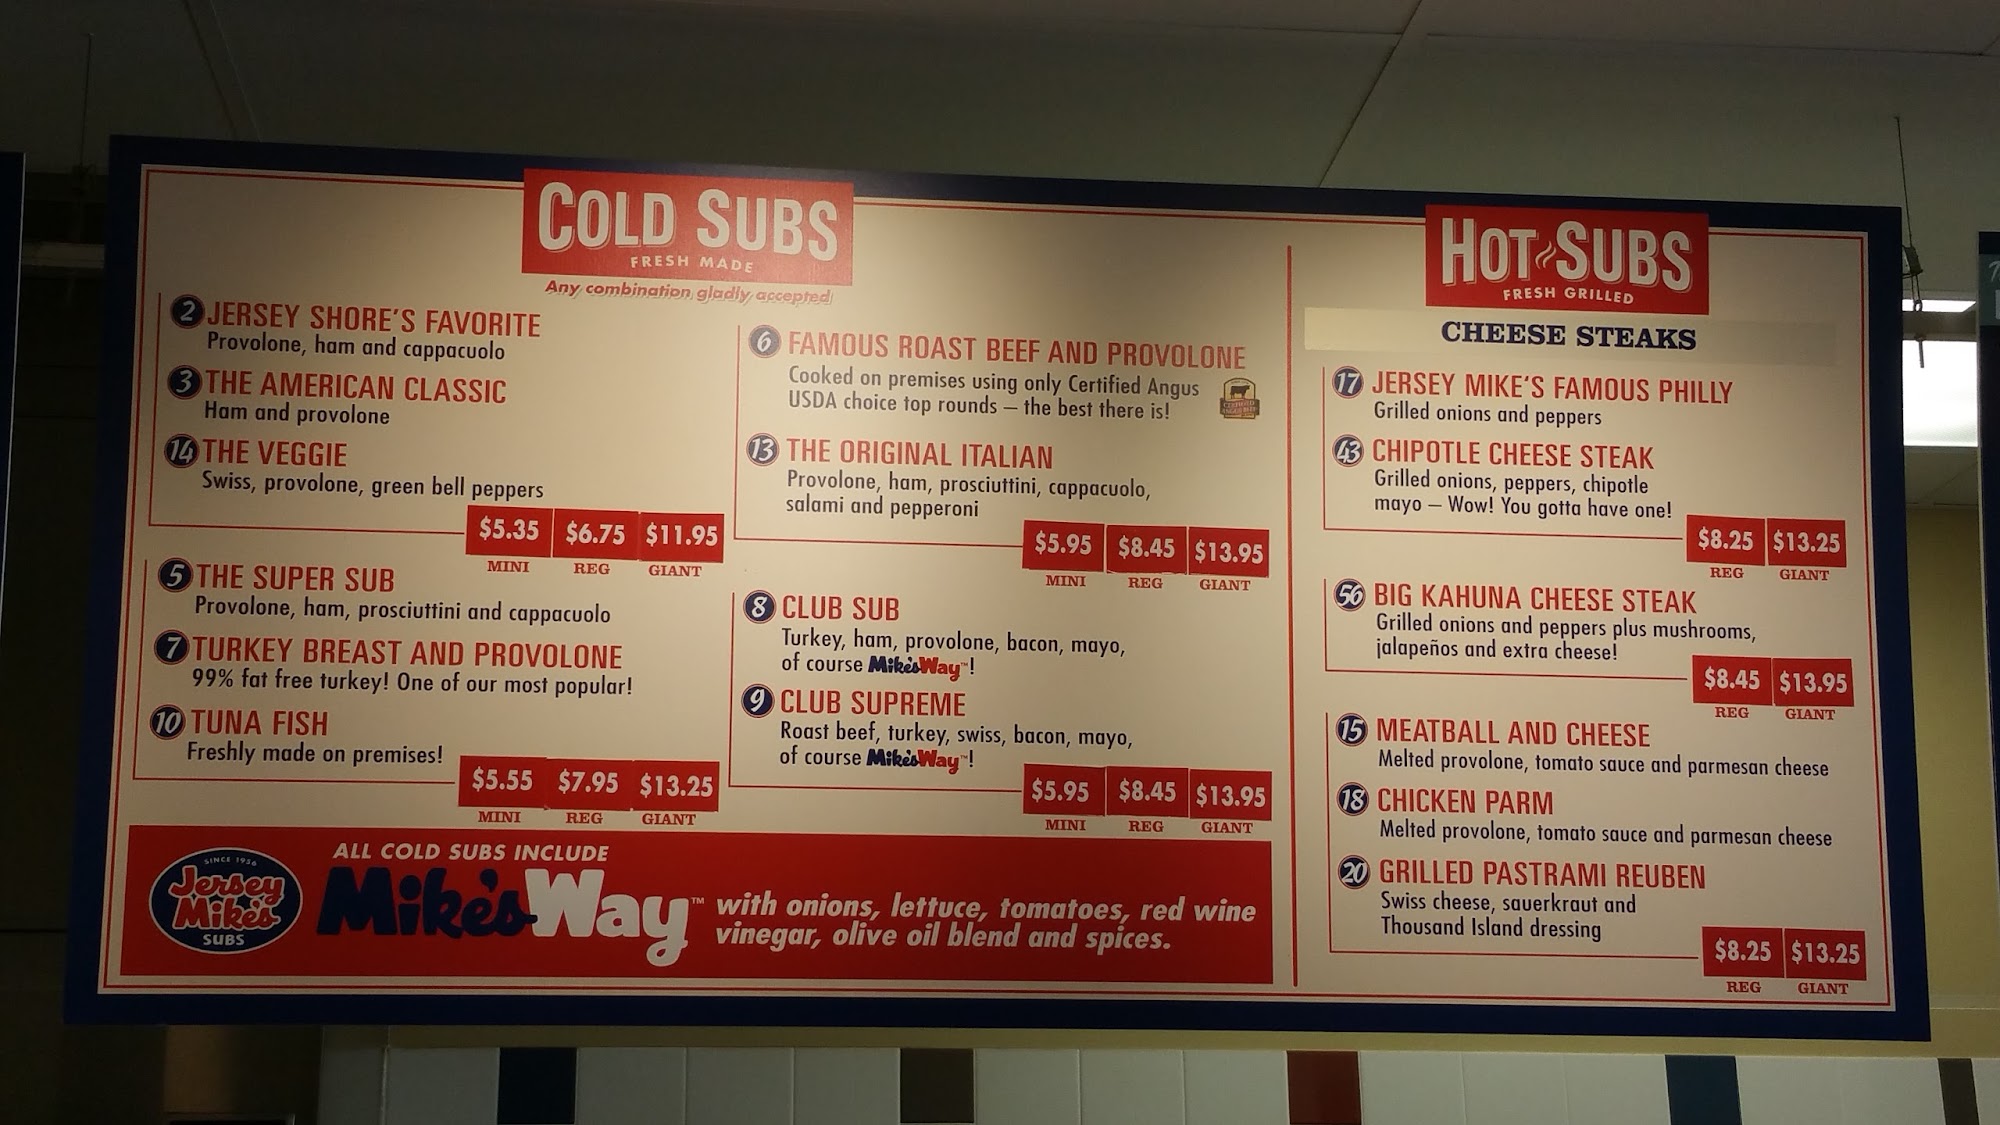 COLD SUBS
FRESH MADE
Any combination gladly accepted
2 JERSEY SHORE'S FAVORITE
Provolone, ham and cappacuolo
3 THE AMERICAN CLASSIC
Ham and provolone
14 THE VEGGIE
Swiss, provolone, green bell peppers
$5.35 $6.75 $11.95
MINI REG GIANT
5 THE SUPER SUB
Provolone, ham, prosciuttini and cappacuolo
7 TURKEY BREAST AND PROVOLONE
99% fat free turkey! One of our most popular!
10 TUNA FISH
Freshly made on premises!
$5.55 $7.95 $13.25
MINI REG GIANT
6 FAMOUS ROAST BEEF AND PROVOLONE
Cooked on premises using only Certified Angus
USDA choice top rounds – the best there is!
13 THE ORIGINAL ITALIAN
Provolone, ham, prosciuttini, cappacuolo,
salami and pepperoni
$5.95 $8.45 $13.95
MINI REG GIANT
8 CLUB SUB
Turkey, ham, provolone, bacon, mayo,
of course Mike's Way™!
9 CLUB SUPREME
Roast beef, turkey, swiss, bacon, mayo,
of course Mike's Way™!
$5.95 $8.45 $13.95
MINI REG GIANT
SINCE 1956
Jersey
Mike's
SUBS
ALL COLD SUBS INCLUDE
Mike's Way™ with onions, lettuce, tomatoes, red wine
vinegar, olive oil blend and spices.
HOT SUBS
FRESH GRILLED
CHEESE STEAKS
17 JERSEY MIKE'S FAMOUS PHILLY
Grilled onions and peppers
43 CHIPOTLE CHEESE STEAK
Grilled onions, peppers, chipotle
mayo – Wow! You gotta have one!
$8.25 $13.25
REG GIANT
56 BIG KAHUNA CHEESE STEAK
Grilled onions and peppers plus mushrooms,
jalapeños and extra cheese!
$8.45 $13.95
REG GIANT
15 MEATBALL AND CHEESE
Melted provolone, tomato sauce and parmesan cheese
18 CHICKEN PARM
Melted provolone, tomato sauce and parmesan cheese
20 GRILLED PASTRAMI REUBEN
Swiss cheese, sauerkraut and
Thousand Island dressing
$8.25 $13.25
REG GIANT